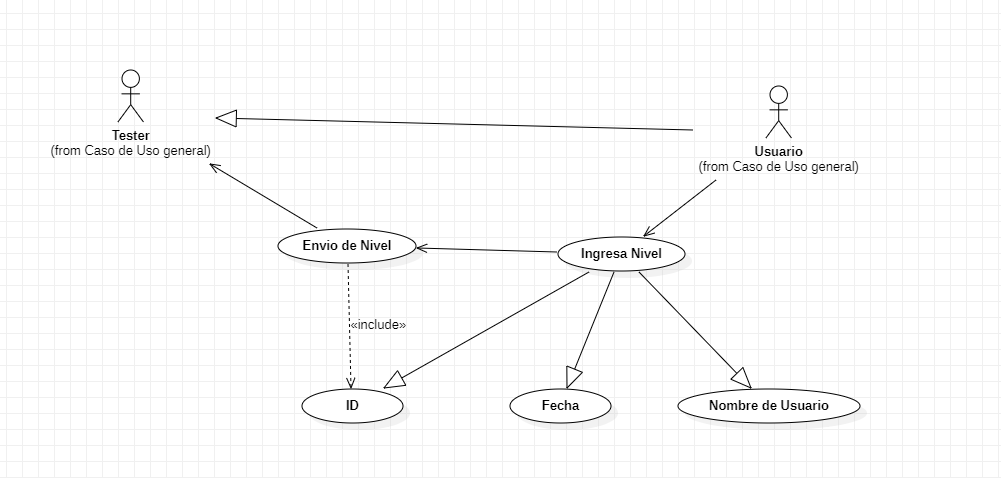 Tester
(from Caso de Uso general)
Usuario
(from Caso de Uso general)
Envio de Nivel
Ingresa Nivel
«include»
ID
Fecha
Nombre de Usuario